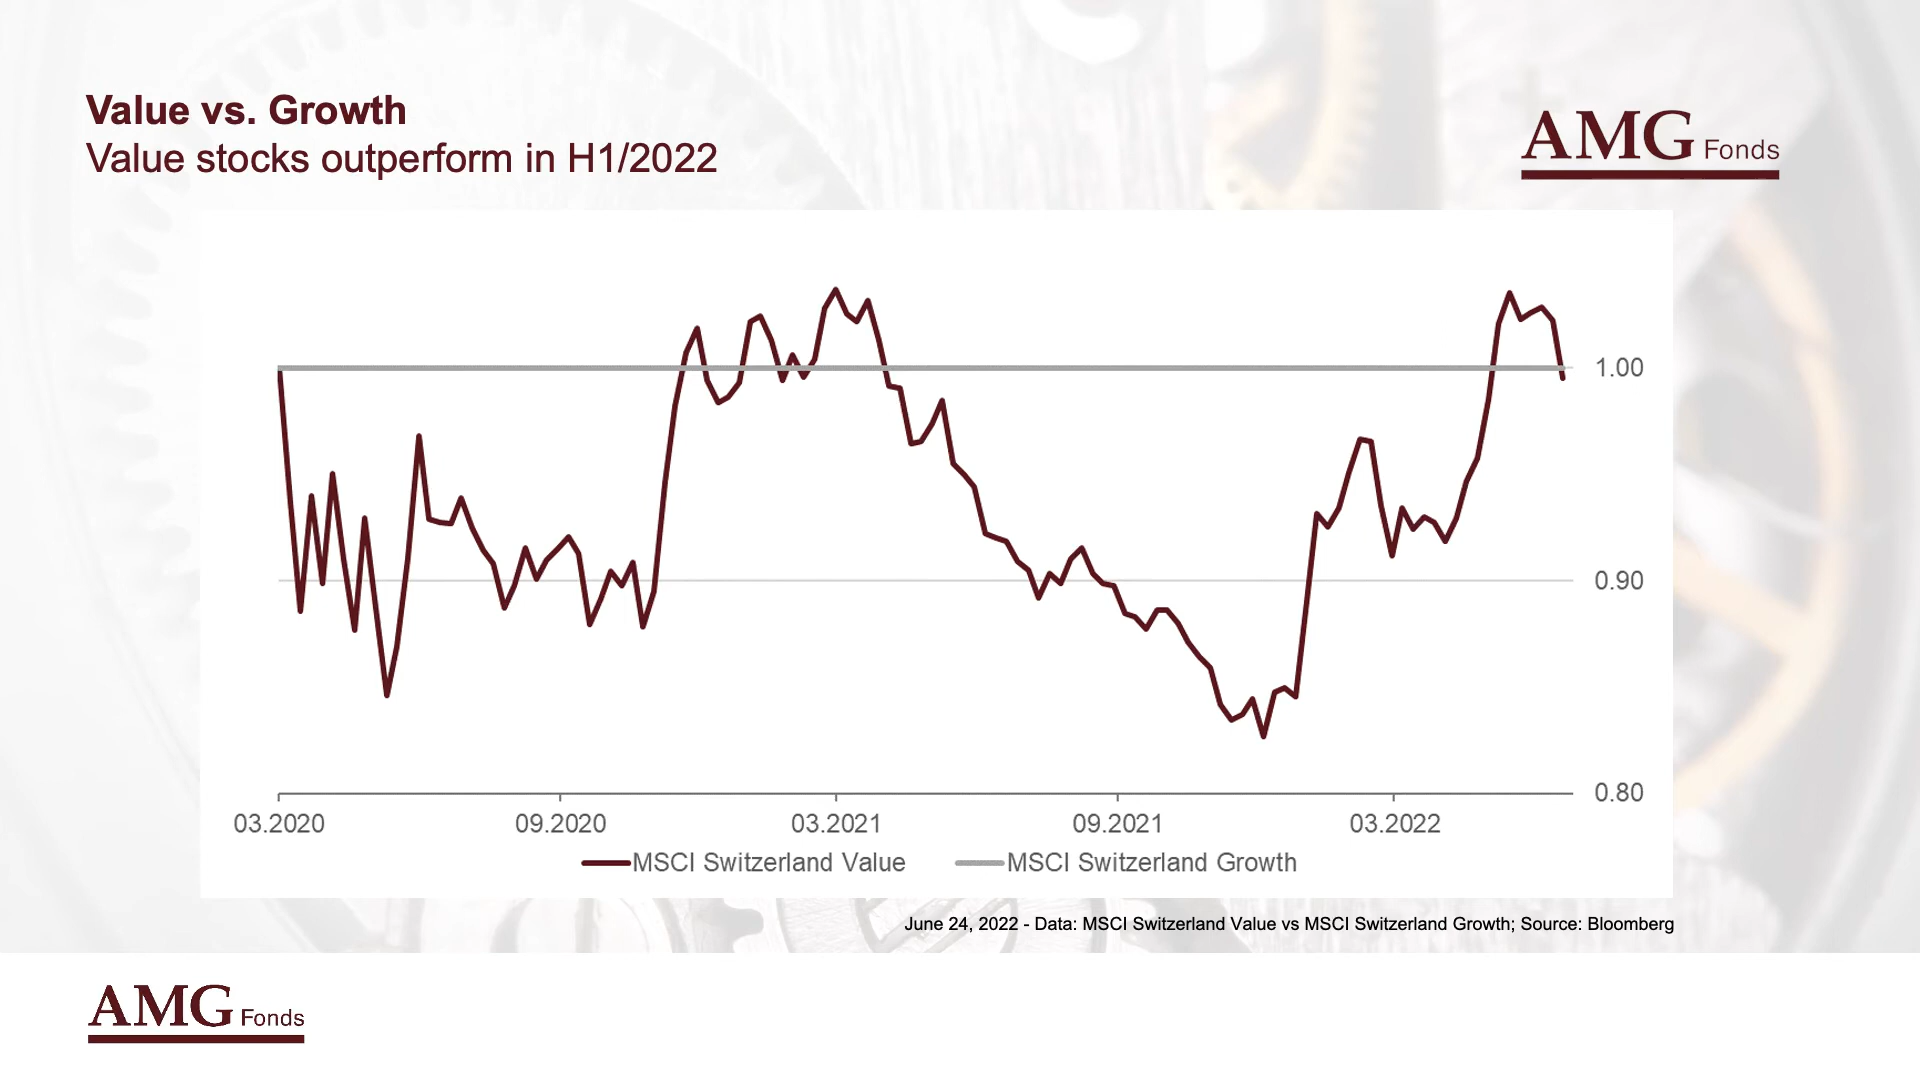 Value vs. Growth
Value stocks outperform in H1/2022
AMG Fonds
1.00
0.90
0.80
03.2020 09.2020 03.2021 09.2021 03.2022
MSCI Switzerland Value MSCI Switzerland Growth
June 24, 2022 - Data: MSCI Switzerland Value vs MSCI Switzerland Growth; Source: Bloomberg
AMG Fonds